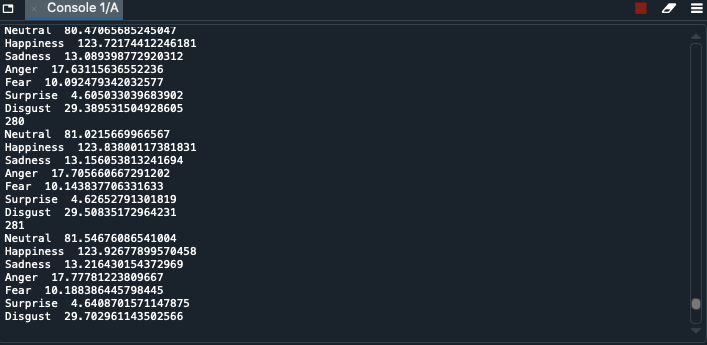 Console 1/A
Neutral 80.47065685245047
Happiness 123.72174412246181
Sadness 13.089398772920312
Anger 17.63115636552236
Fear 10.092479342032577
Surprise 4.605033039683902
Disgust 29.389531504928605
280
Neutral 81.0215669966567
Happiness 123.83800117381831
Sadness 13.156053813241694
Anger 17.705660667291202
Fear 10.143837706331633
Surprise 4.62652791301819
Disgust 29.50835172964231
281
Neutral 81.54676086541004
Happiness 123.92677899570458
Sadness 13.216430154372969
Anger 17.77781223809667
Fear 10.188386445798445
Surprise 4.6408701571147875
Disgust 29.702961143502566